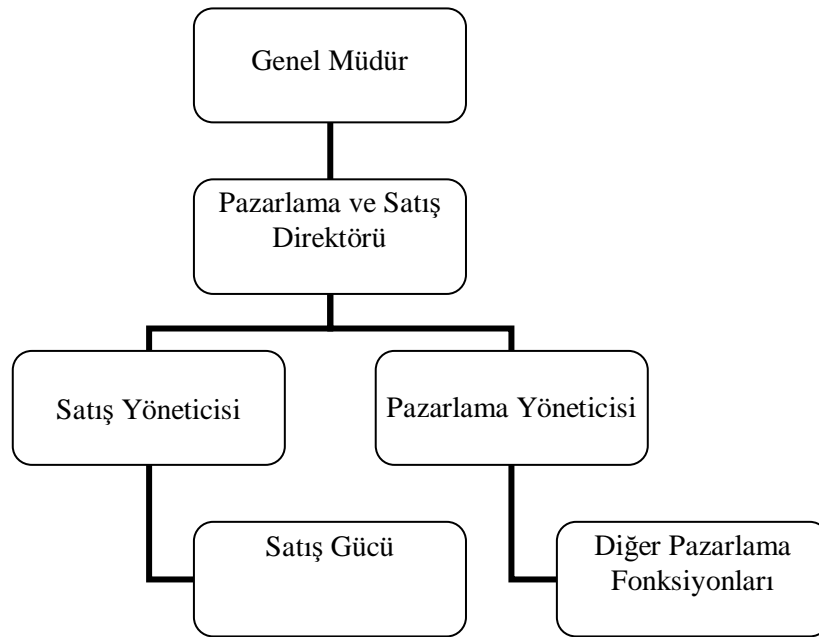 Genel Müdür
Pazarlama ve Satış
Direktörü
Satış Yöneticisi
Pazarlama Yöneticisi
Satış Gücü
Diğer Pazarlama
Fonksiyonları